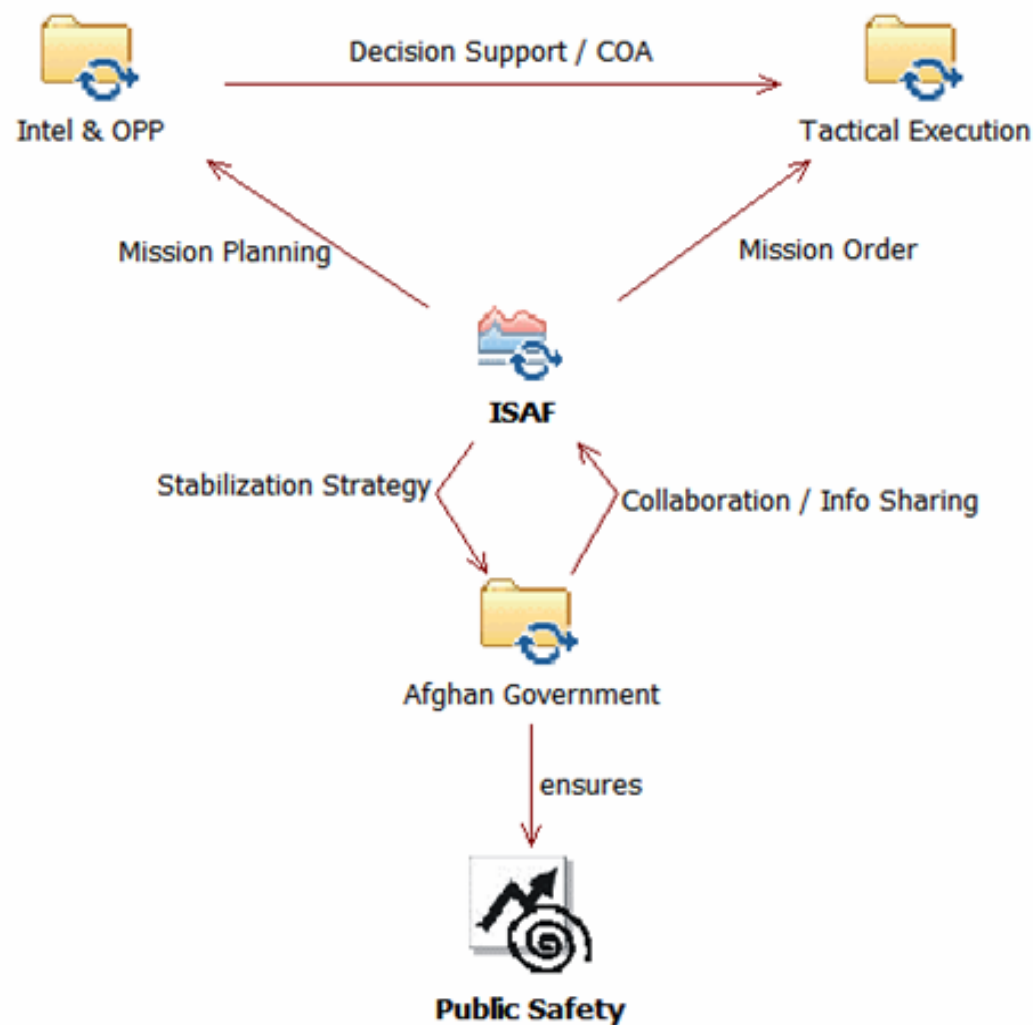 Decision Support / COA
Intel & OPP
Tactical Execution
Mission Planning
Mission Order
ISAF
Stabilization Strategy
Collaboration / Info Sharing
Afghan Government
ensures
Public Safety